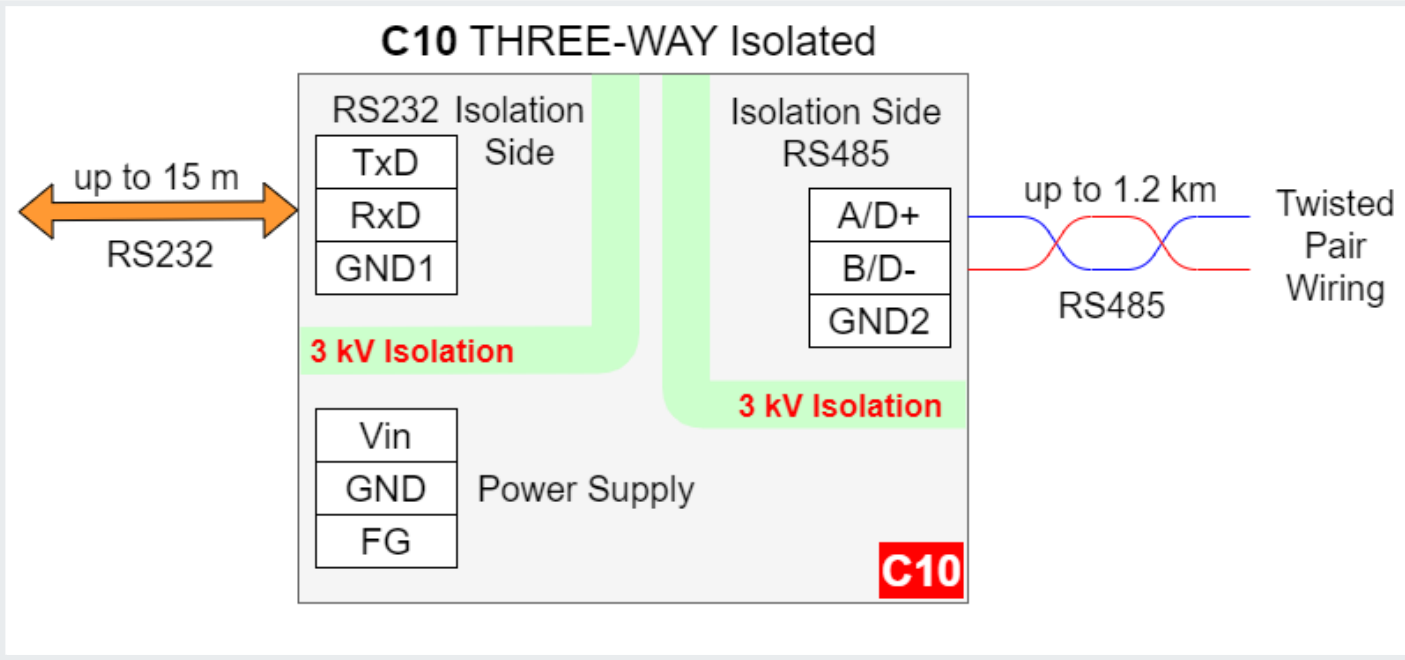 C10 THREE-WAY Isolated
RS232 Isolation
Side
TxD
RxD
GND1
up to 15 m
RS232
3 kV Isolation
Isolation Side
RS485
A/D+
B/D-
GND2
up to 1.2 km
RS485
Twisted
Pair
Wiring
3 kV Isolation
Vin
GND
FG
Power Supply
C10